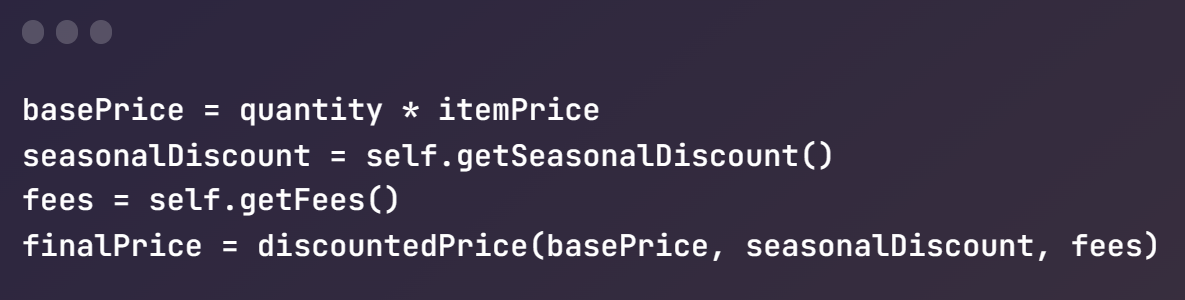 basePrice = quantity * itemPrice
seasonalDiscount = self.getSeasonalDiscount()
fees = self.getFees()
finalPrice = discountedPrice(basePrice, seasonalDiscount, fees)